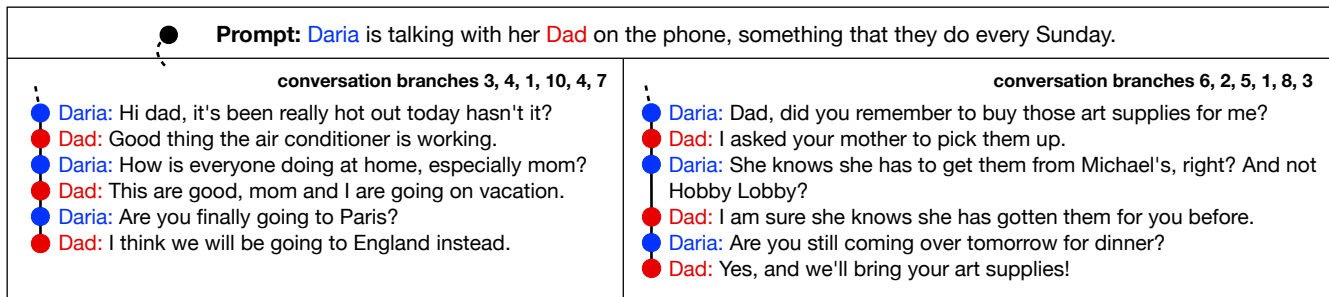 Prompt: Daria is talking with her Dad on the phone, something that they do every Sunday.
conversation branches 3, 4, 1, 10, 4, 7
Daria: Hi dad, it's been really hot out today hasn't it?
Dad: Good thing the air conditioner is working.
Daria: How is everyone doing at home, especially mom?
Dad: This are good, mom and I are going on vacation.
Daria: Are you finally going to Paris?
Dad: I think we will be going to England instead.
conversation branches 6, 2, 5, 1, 8, 3
Daria: Dad, did you remember to buy those art supplies for me?
Dad: I asked your mother to pick them up.
Daria: She knows she has to get them from Michael's, right? And not
Hobby Lobby?
Dad: I am sure she knows she has gotten them for you before.
Daria: Are you still coming over tomorrow for dinner?
Dad: Yes, and we'll bring your art supplies!